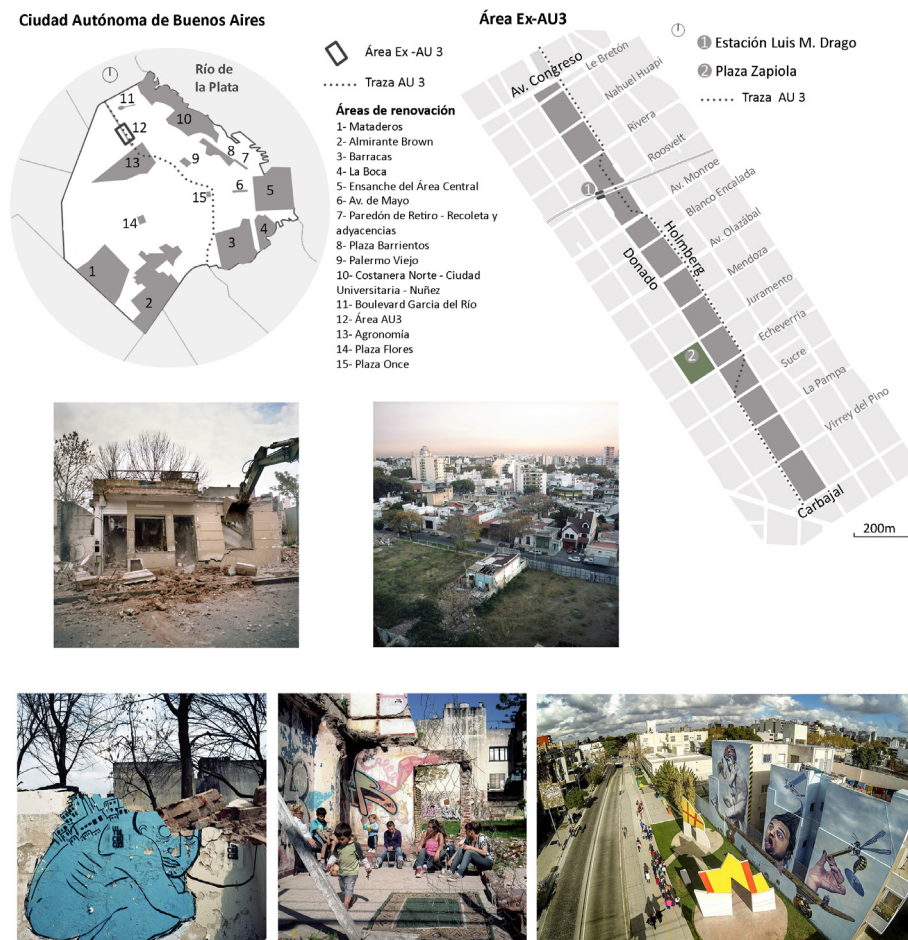 Ciudad Autónoma de Buenos Aires
Río de
la Plata
11
12
10
13
9
8
7
6
15
5
14
3
4
1
2
Área Ex -AU 3
Traza AU 3
Áreas de renovación
1- Mataderos
2- Almirante Brown
3- Barracas
4- La Boca
5- Ensanche del Área Central
6- Av. de Mayo
7- Paredón de Retiro - Recoleta y
adyacencias
8- Plaza Barrientos
9- Palermo Viejo
10- Costanera Norte - Ciudad
Universitaria - Nuñez
11- Boulevard Garcia del Río
12- Área AU3
13- Agronomía
14- Plaza Flores
15- Plaza Once
Área Ex-AU3
1 Estación Luis M. Drago
2 Plaza Zapiola
Traza AU 3
Av. Congreso
Le Bretón
Nahuel Huapi
Rivera
Roosvelt
1
Av. Monroe
Blanco Encalada
Av. Olazábal
Holmberg
Donado
Mendoza
Juramento
Echeverría
2
Sucre
La Pampa
Virrey del Pino
Carbajal
200m